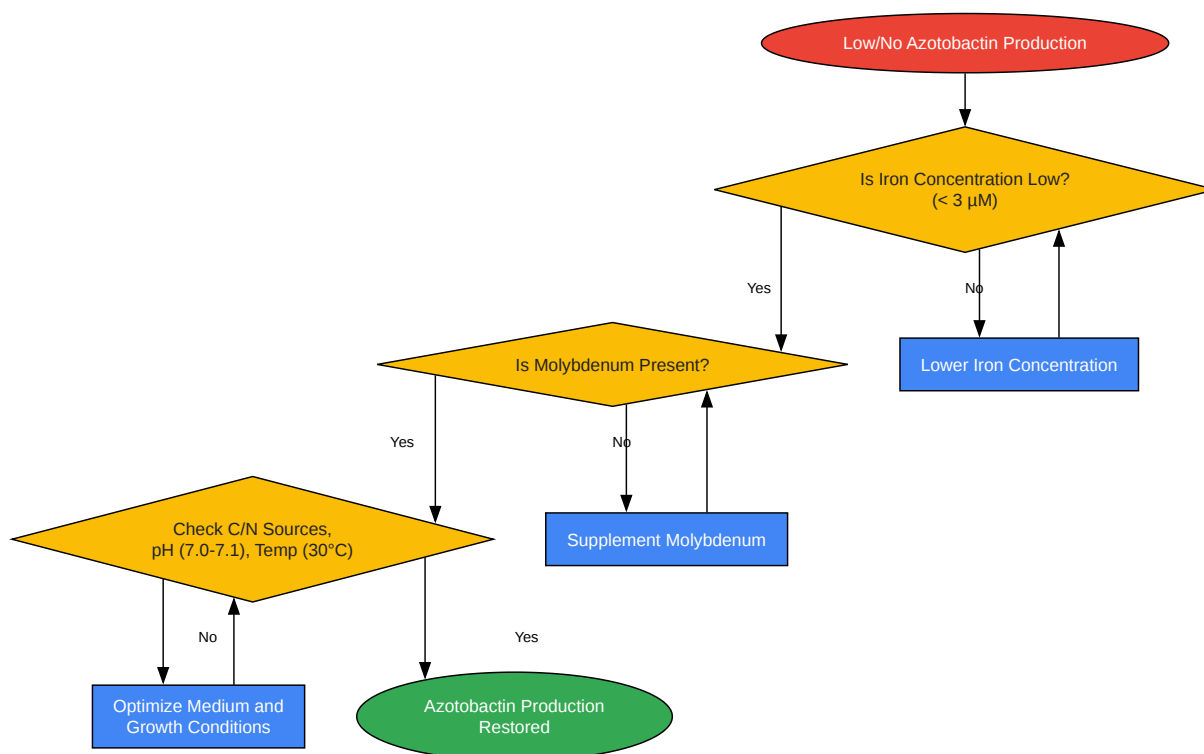 Low/No Azotobactin Production
Is Iron Concentration Low?
(< 3 µM)
Yes
No
Lower Iron Concentration
Is Molybdenum Present?
Yes
No
Supplement Molybdenum
Check C/N Sources,
pH (7.0-7.1), Temp (30°C)
No
Yes
Optimize Medium and
Growth Conditions
Azotobactin Production
Restored